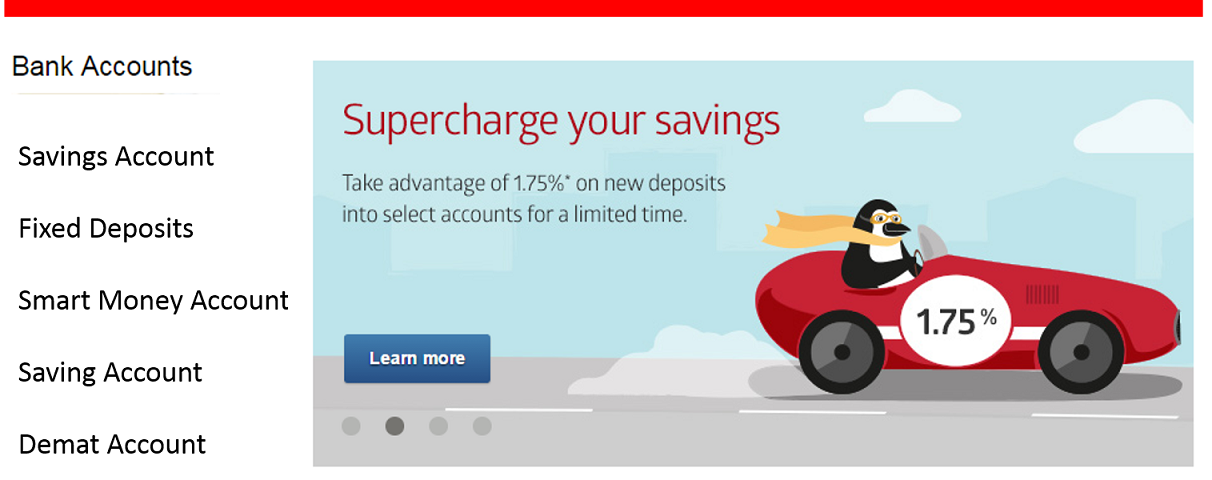 Bank Accounts
Savings Account
Fixed Deposits
Smart Money Account
Saving Account
Demat Account
Supercharge your savings
Take advantage of 1.75%* on new deposits
into select accounts for a limited time.
Learn more
1.75%